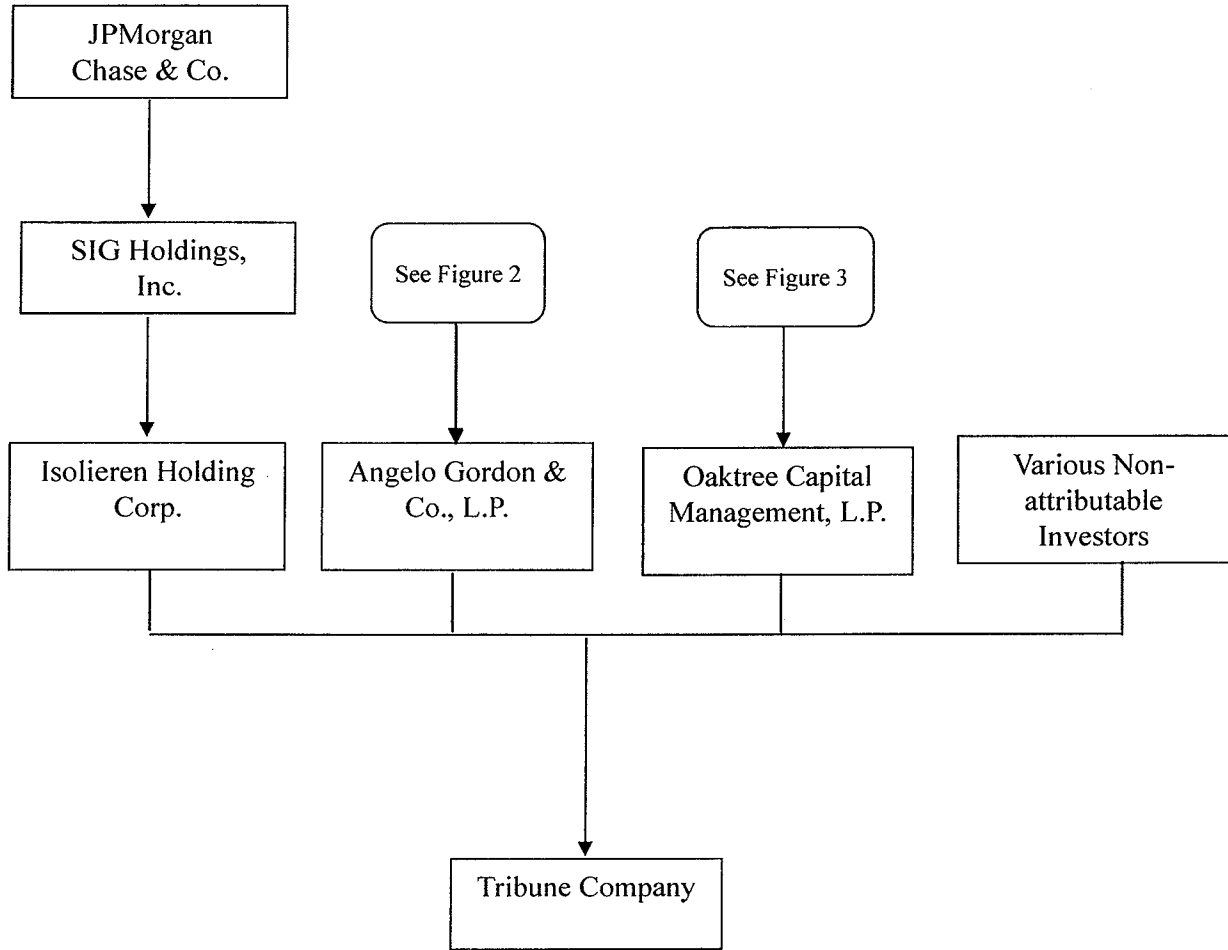 JPMorgan
Chase & Co.
SIG Holdings,
Inc.
See Figure 2
See Figure 3
Isolieren Holding
Corp.
Angelo Gordon &
Co., L.P.
Oaktree Capital
Management, L.P.
Various Non-
attributable
Investors
Tribune Company